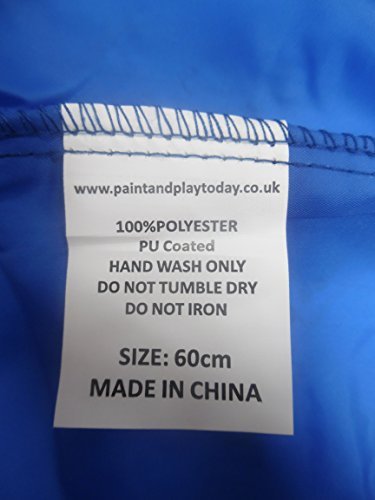 www.paintandplaytoday.co.uk
100%POLYESTER
PU Coated
HAND WASH ONLY
DO NOT TUMBLE DRY
DO NOT IRON
SIZE: 60cm
MADE IN CHINA